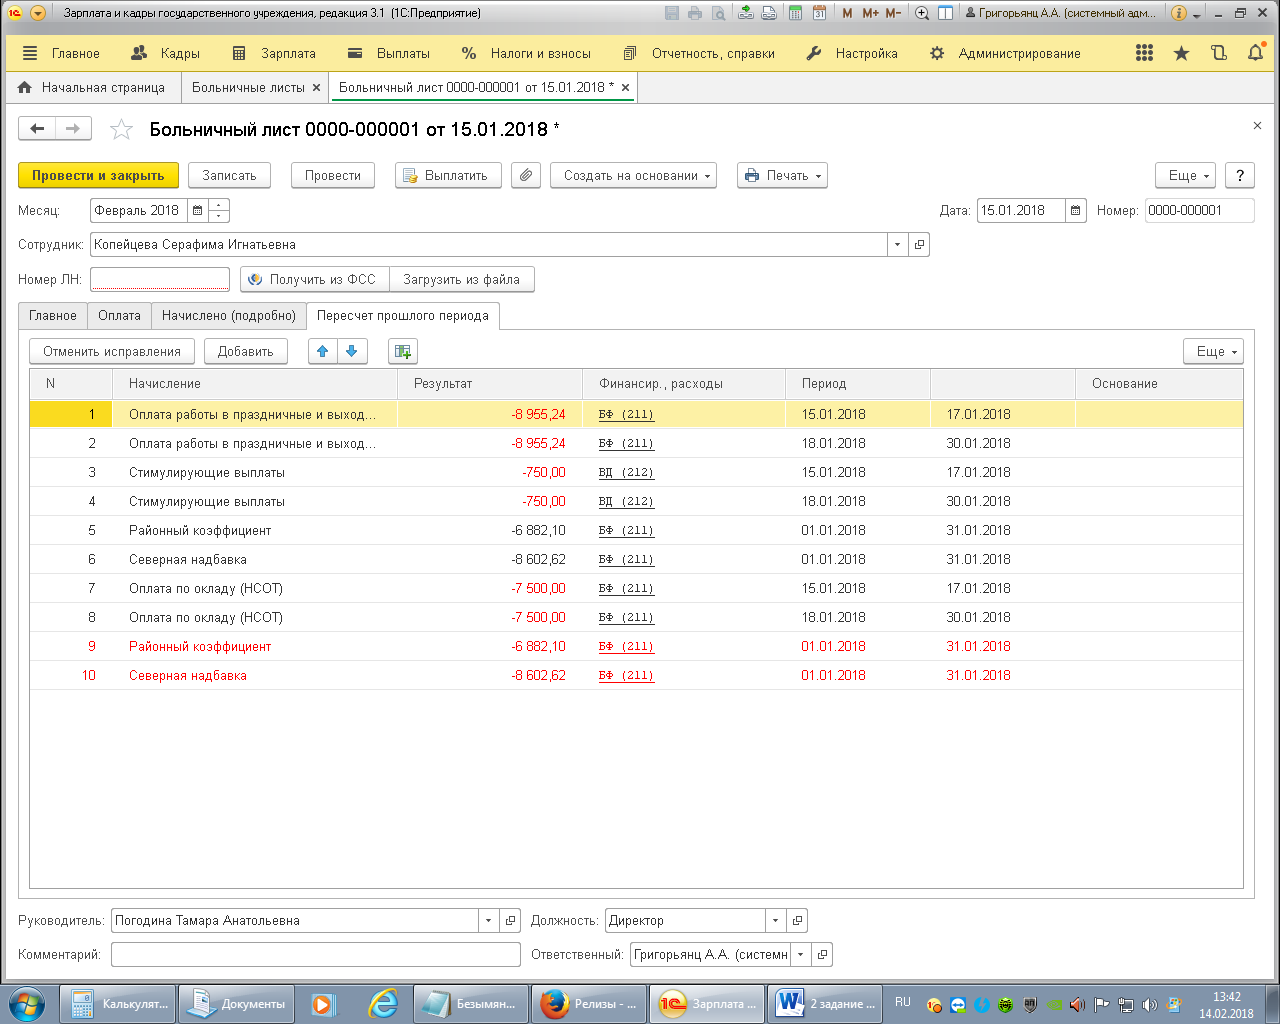 Зарплата и кадры государственного учреждения, редакция 3.1 (1С:Предприятие) M M+ M- Григорьянц А.А. (системный адм...
Главное Кадры Зарплата Выплаты Налоги и взносы Отчетность, справки Настройка Администрирование
Начальная страница Больничные листы × Больничный лист 0000-000001 от 15.01.2018 * ×
Больничный лист 0000-000001 от 15.01.2018 *
Провести и закрыть Записать Провести Выплатить Создать на основании Печать Еще ?
Месяц: Февраль 2018 Дата: 15.01.2018 Номер: 0000-000001
Сотрудник: Копейцева Серафима Игнатьевна
Номер ЛН: Получить из ФСС Загрузить из файла
Главное Оплата Начислено (подробно) Пересчет прошлого периода
Отменить исправления Добавить Еще
N Начисление Результат Финансир., расходы Период Основание
1 Оплата работы в праздничные и выход... -8 955,24 БФ (211) 15.01.2018 17.01.2018
2 Оплата работы в праздничные и выход... -8 955,24 БФ (211) 18.01.2018 30.01.2018
3 Стимулирующие выплаты -750,00 ВД (212) 15.01.2018 17.01.2018
4 Стимулирующие выплаты -750,00 ВД (212) 18.01.2018 30.01.2018
5 Районный коэффициент -6 882,10 БФ (211) 01.01.2018 31.01.2018
6 Северная надбавка -8 602,62 БФ (211) 01.01.2018 31.01.2018
7 Оплата по окладу (НСОТ) -7 500,00 БФ (211) 15.01.2018 17.01.2018
8 Оплата по окладу (НСОТ) -7 500,00 БФ (211) 18.01.2018 30.01.2018
9 Районный коэффициент -6 882,10 БФ (211) 01.01.2018 31.01.2018
10 Северная надбавка -8 602,62 БФ (211) 01.01.2018 31.01.2018
Руководитель: Погодина Тамара Анатольевна Должность: Директор
Комментарий: Ответственный: Григорьянц А.А. (системн
Калькулят... Документы Безымян... Релизы - ... Зарплата ... 2 задание ... RU 13:42
14.02.2018